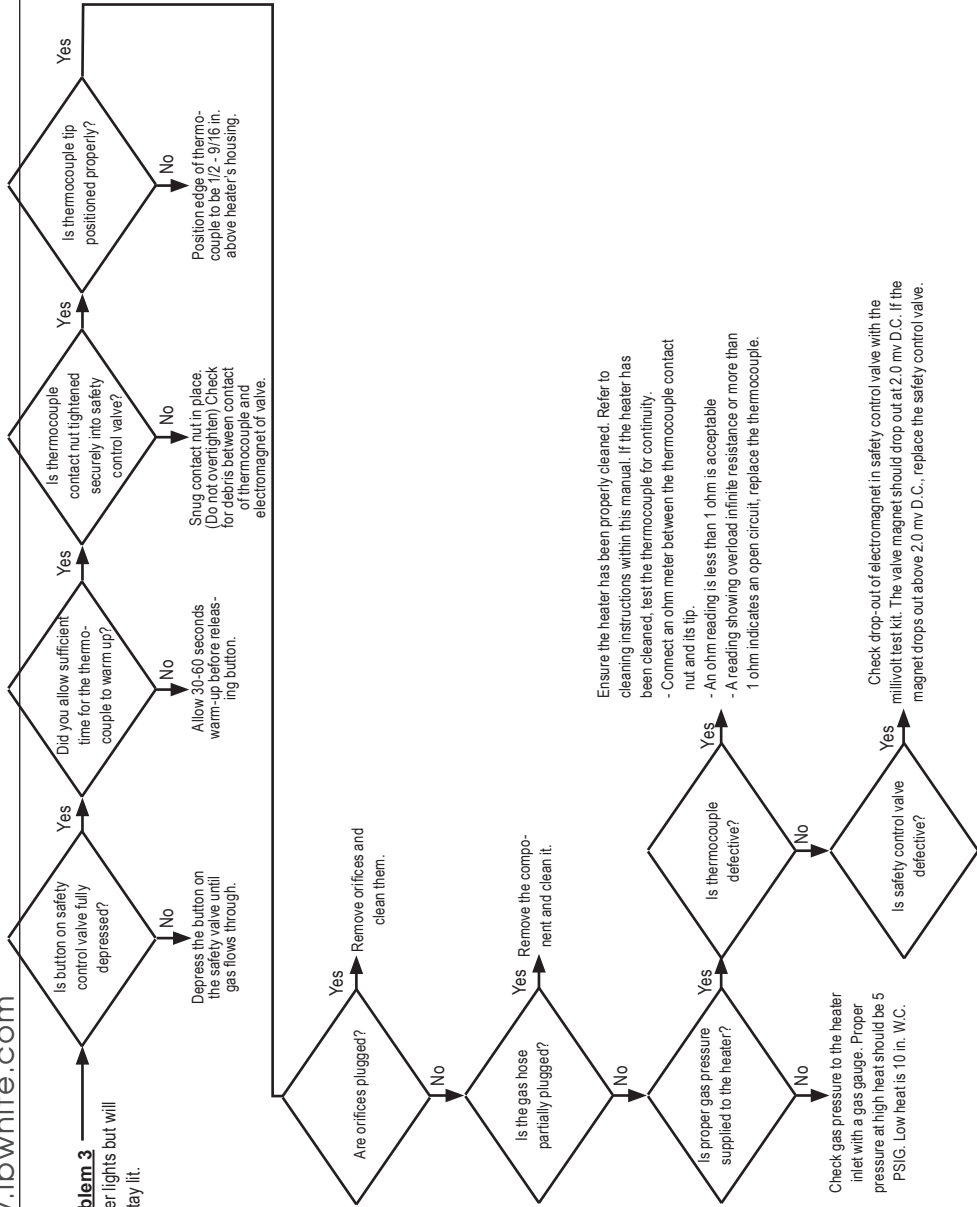 .lbwhite.com
blem 3
er lights but will
tay lit.
Is button on safety
control valve fully
depressed?
Yes
No
Depress the button on
the safety valve until
gas flows through.
Did you allow sufficient
time for the thermo-
couple to warm up?
Yes
No
Allow 30-60 seconds
warm-up before releas-
ing button.
Is thermocouple
contact nut tightened
securely into safety
control valve?
Yes
No
Snug contact nut in place.
(Do not overtighten) Check
for debris between contact
of thermocouple and
electromagnet of valve.
Is thermocouple tip
positioned properly?
Yes
No
Position edge of thermo-
couple to be 1/2 - 9/16 in.
above heater's housing.
Are orifices plugged?
Yes
Remove orifices and
clean them.
No
Is the gas hose
partially plugged?
Yes
Remove the compo-
nent and clean it.
No
Is proper gas pressure
supplied to the heater?
Yes
No
Check gas pressure to the heater
inlet with a gas gauge. Proper
pressure at high heat should be 5
PSIG. Low heat is 10 in. W.C.
Is thermocouple
defective?
Yes
Ensure the heater has been properly cleaned. Refer to
cleaning instructions within this manual. If the heater has
been cleaned, test the thermocouple for continuity.
- Connect an ohm meter between the thermocouple contact
nut and its tip.
- An ohm reading is less than 1 ohm is acceptable
- A reading showing overload infinite resistance or more than
1 ohm indicates an open circuit, replace the thermocouple.
No
Is safety control valve
defective?
Yes
Check drop-out of electromagnet in safety control valve with the
millivolt test kit. The valve magnet should drop out at 2.0 mv D.C. If the
magnet drops out above 2.0 mv D.C., replace the safety control valve.